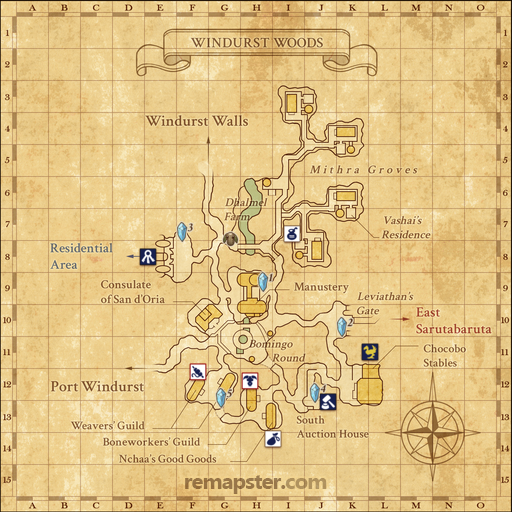 A B C D E F G H I J K L M N O
1
2
3
4
5
6
7
8
9
10
11
12
13
14
15
WINDURST WOODS
Windurst Walls
Mithra Groves
Dhalmel
Farm
Vashai's
Residence
3
Residential
Area
Consulate
of San d'Oria
1
Manustery
Leviathan's
Gate
2
East
Sarutabaruta
Bomingo
Round
Chocobo
Stables
Port Windurst
5
4
South
Auction House
Weavers' Guild
Boneworkers' Guild
Nchaa's Good Goods
remapster.com
A B C D E F G H I J K L M N O
1
2
3
4
5
6
7
8
9
10
11
12
13
14
15